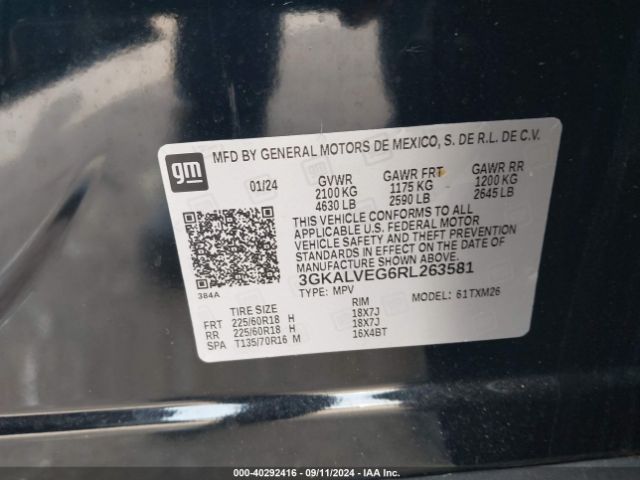 MFD BY GENERAL MOTORS DE MEXICO, S. DE R.L. DE C.V.
gm
01/24 GVWR GAWR FRT GAWR RR
2100 KG 1175 KG 1200 KG
4630 LB 2590 LB 2645 LB
THIS VEHICLE CONFORMS TO ALL
APPLICABLE U.S. FEDERAL MOTOR
VEHICLE SAFETY AND THEFT PREVENTION
STANDARDS IN EFFECT ON THE DATE OF
MANUFACTURE SHOWN ABOVE.
3GKALVEG6RL263581
384A
TYPE: MPV MODEL: 61TXM26
TIRE SIZE RIM
FRT 225/60R18 H 18X7J
RR 225/60R18 H 18X7J
SPA T135/70R16 M 16X4BT
000-40292416 - 09/11/2024 - IAA Inc.